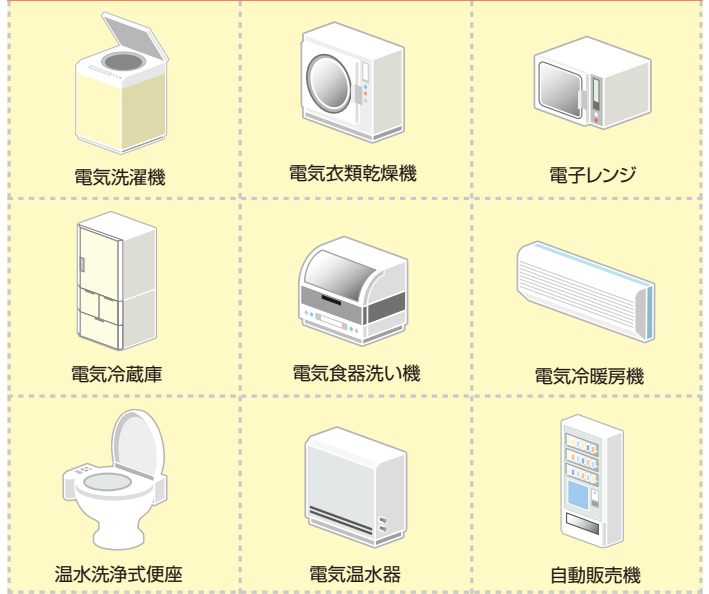 電気洗濯機
電気衣類乾燥機
電子レンジ
電気冷蔵庫
電気食器洗い機
電気冷暖房機
温水洗浄式便座
電気温水器
自動販売機